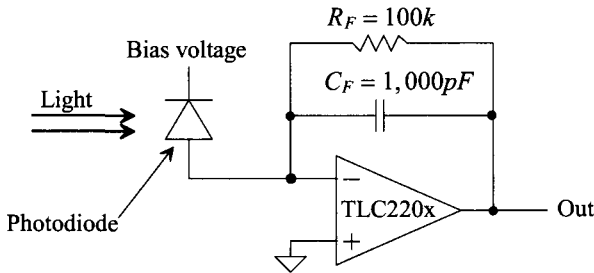 R_F = 100k
Bias voltage
C_F = 1,000pF
Light
−
TLC220x
Out
Photodiode
+